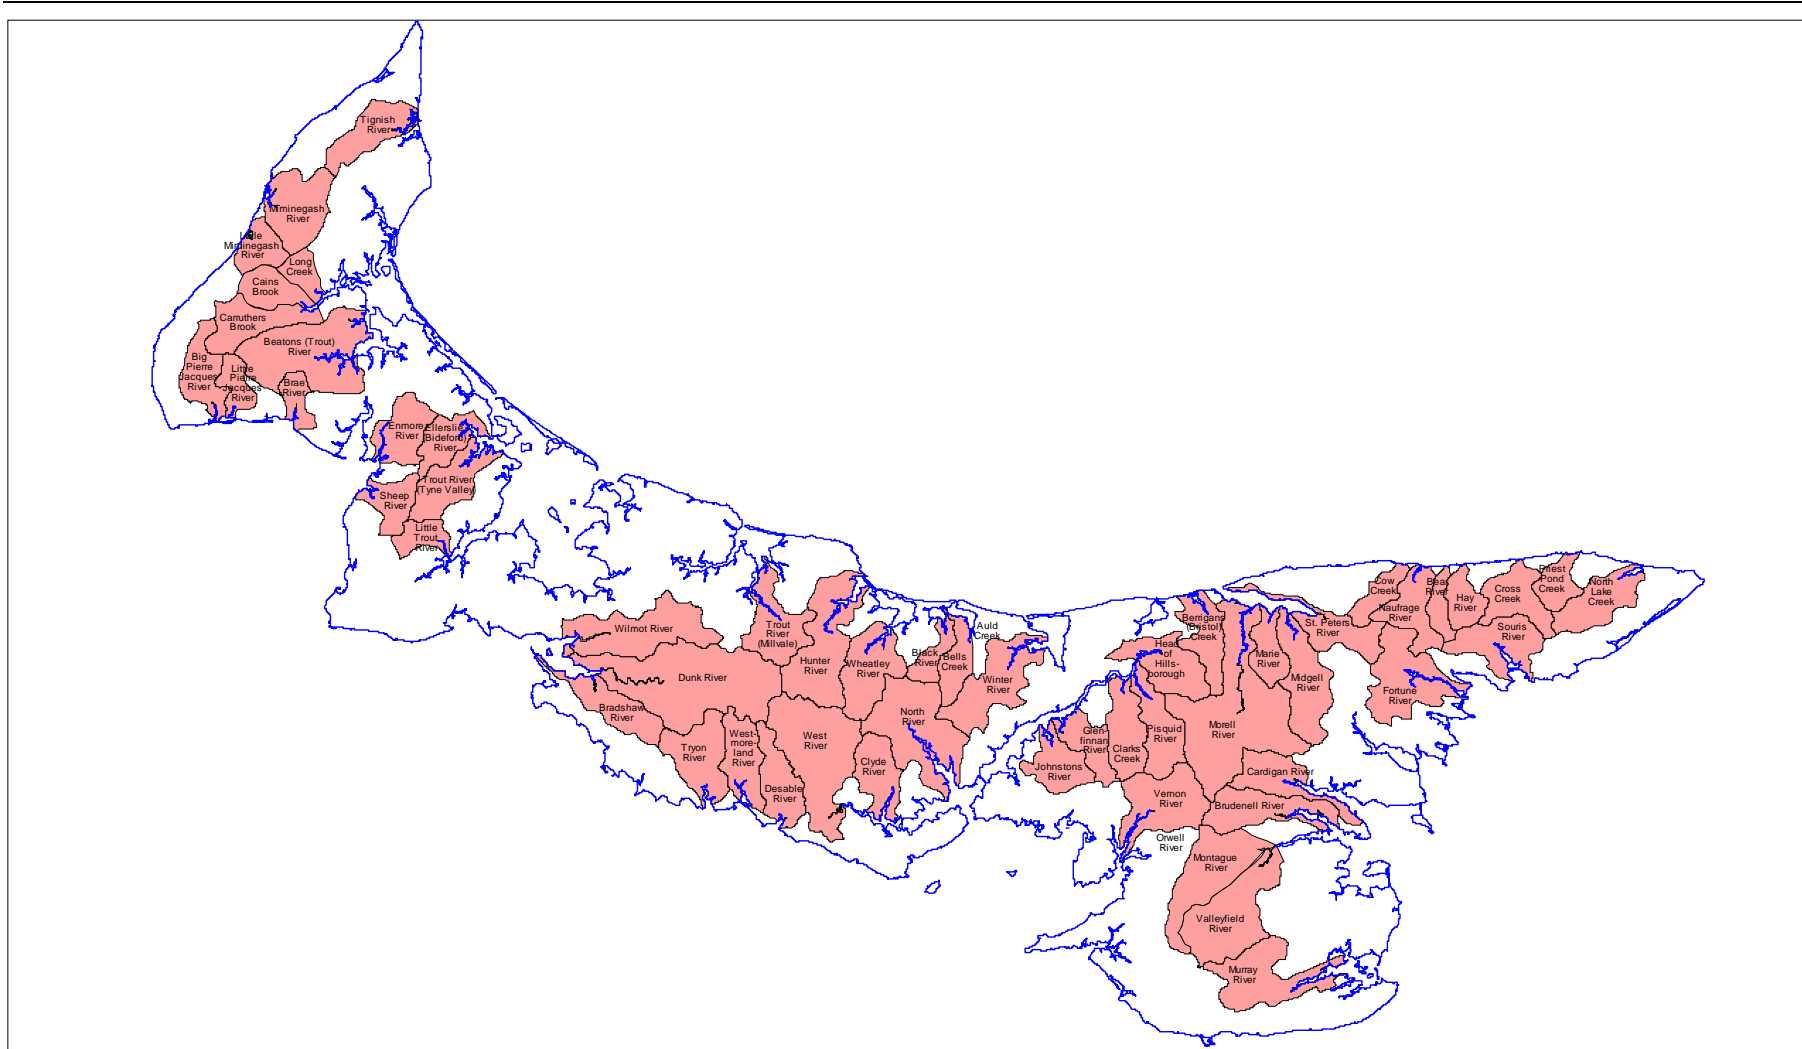 Tignish
River
Miminegash
River
Little
Miminegash
River
Long
Creek
Cains
Brook
Carruthers
Brook
Beatons (Trout)
River
Big
Pierre
Jacques
River
Little
Pierre
Jacques
River
Brae
River
Enmore
River
Ellerslie
(Bideford)
River
Trout River
(Tyne Valley)
Sheep
River
Little
Trout
River
Wilmot River
Trout
River
(Millvale)
Hunter
River
Wheatley
River
Black
River
Bells
Creek
Auld
Creek
Winter
River
Dunk River
Bradshaw
River
Tryon
River
West-
more-
land
River
Desable
River
West
River
Clyde
River
North
River
Berrigans
(Bristol)
Creek
Head
of
Hills-
borough
Marie
River
Midgell
River
St. Peters
River
Cow
Creek
Naufrage
River
Bear
River
Hay
River
Cross
Creek
Priest
Pond
Creek
North
Lake
Creek
Souris
River
Fortune
River
Glen-
finnan
River
Johnstons
River
Clarks
Creek
Pisquid
River
Morell
River
Cardigan River
Vernon
River
Brudenell River
Orwell
River
Montague
River
Valleyfield
River
Murray
River